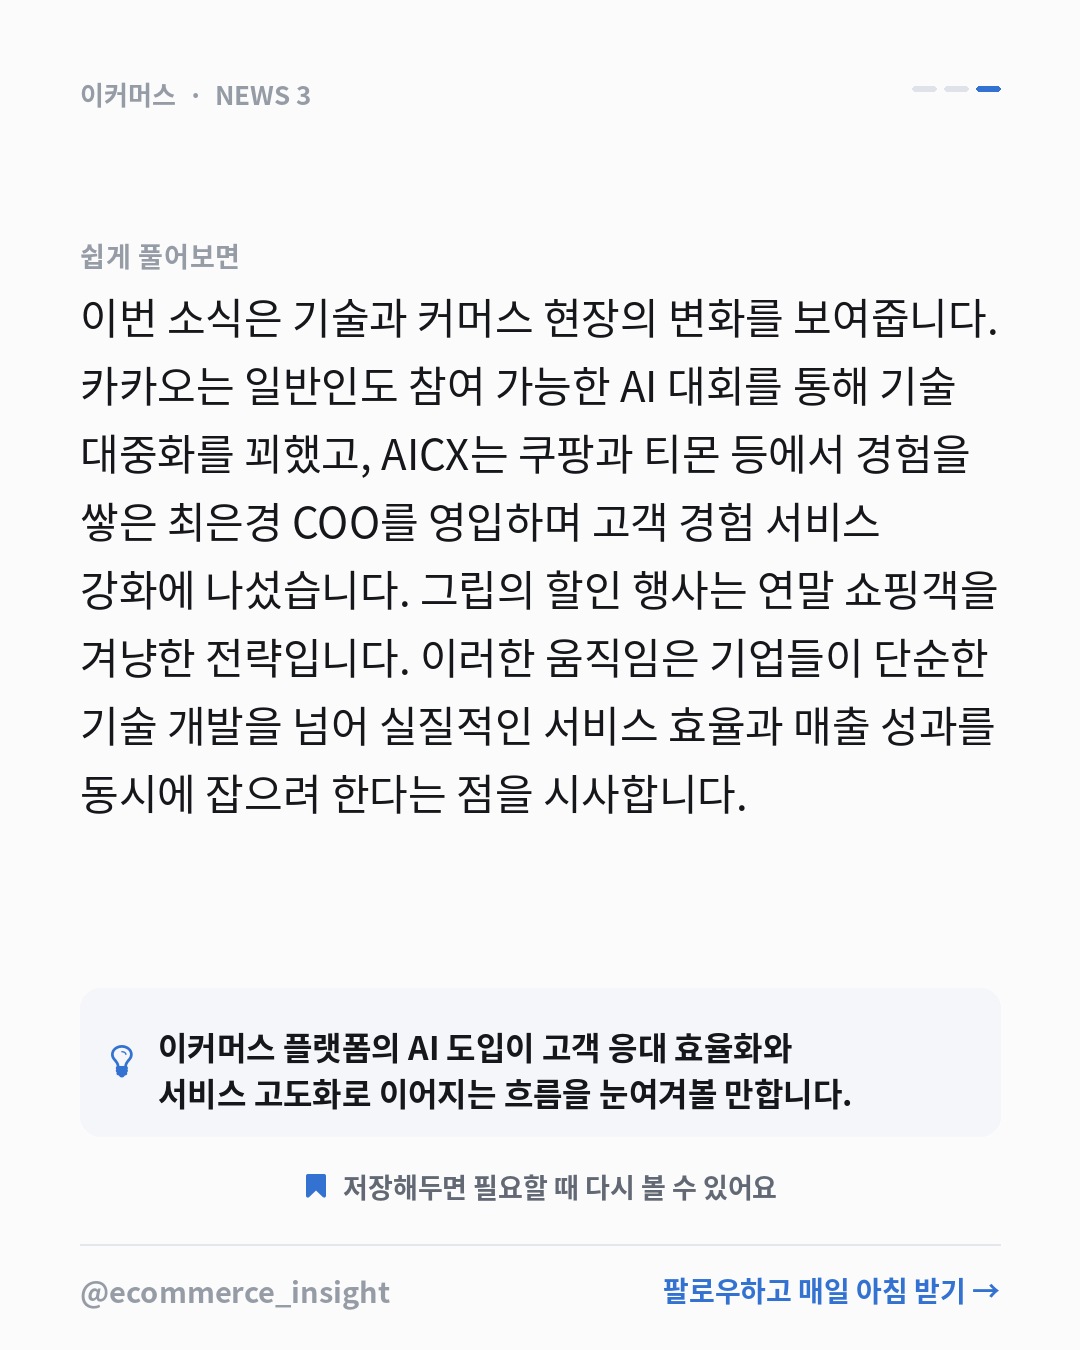 이커머스 · NEWS 3
쉽게 풀어보면
이번 소식은 기술과 커머스 현장의 변화를 보여줍니다.
카카오는 일반인도 참여 가능한 AI 대회를 통해 기술
대중화를 꾀했고, AICX는 쿠팡과 티몬 등에서 경험을
쌓은 최은경 COO를 영입하며 고객 경험 서비스
강화에 나섰습니다. 그립의 할인 행사는 연말 쇼핑객을
겨냥한 전략입니다. 이러한 움직임은 기업들이 단순한
기술 개발을 넘어 실질적인 서비스 효율과 매출 성과를
동시에 잡으려 한다는 점을 시사합니다.
이커머스 플랫폼의 AI 도입이 고객 응대 효율화와
서비스 고도화로 이어지는 흐름을 눈여겨볼 만합니다.
저장해두면 필요할 때 다시 볼 수 있어요
@ecommerce_insight
팔로우하고 매일 아침 받기 →